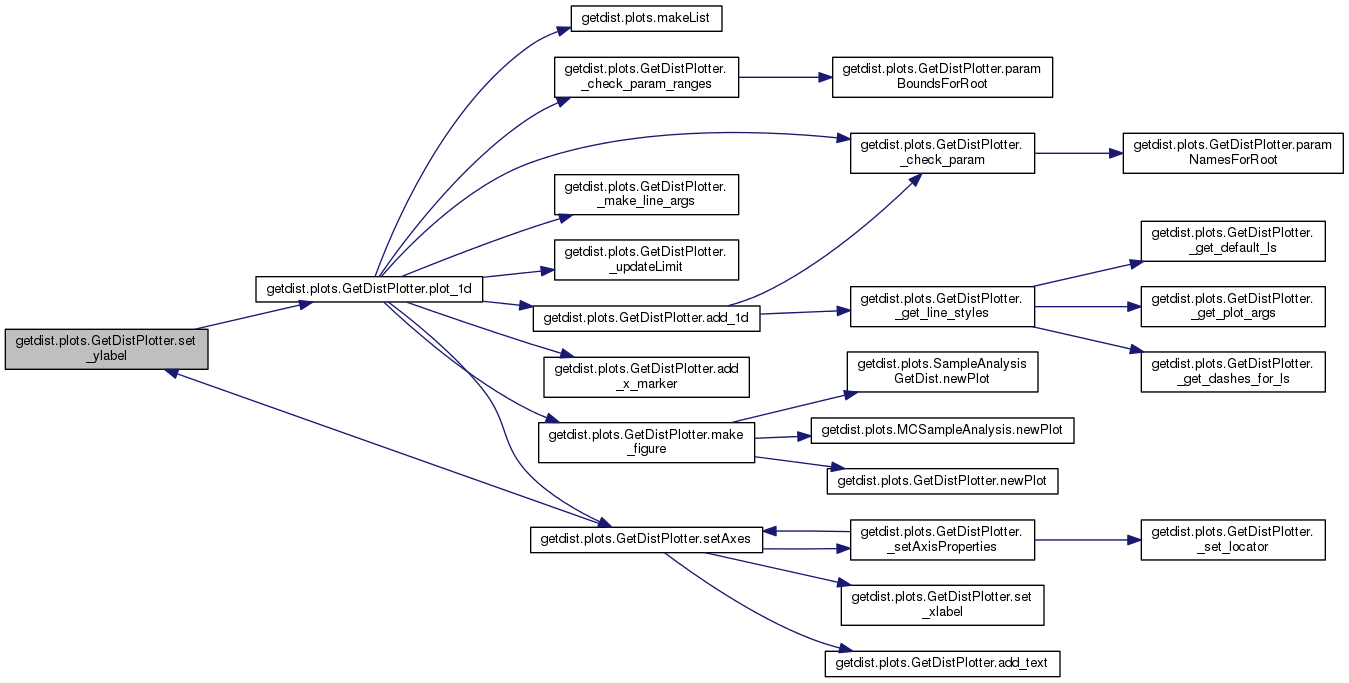 getdist.plots.makeList
getdist.plots.GetDistPlotter.
_check_param_ranges
getdist.plots.GetDistPlotter.param
BoundsForRoot
getdist.plots.GetDistPlotter.
_check_param
getdist.plots.GetDistPlotter.param
NamesForRoot
getdist.plots.GetDistPlotter.
_make_line_args
getdist.plots.GetDistPlotter.
_updateLimit
getdist.plots.GetDistPlotter.
_get_default_ls
getdist.plots.GetDistPlotter.plot_1d
getdist.plots.GetDistPlotter.add_1d
getdist.plots.GetDistPlotter.
_get_line_styles
getdist.plots.GetDistPlotter.
_get_plot_args
getdist.plots.GetDistPlotter.set
_ylabel
getdist.plots.GetDistPlotter.add
_x_marker
getdist.plots.SampleAnalysis
GetDist.newPlot
getdist.plots.GetDistPlotter.
_get_dashes_for_ls
getdist.plots.GetDistPlotter.make
_figure
getdist.plots.MCSampleAnalysis.newPlot
getdist.plots.GetDistPlotter.newPlot
getdist.plots.GetDistPlotter.setAxes
getdist.plots.GetDistPlotter.
_setAxisProperties
getdist.plots.GetDistPlotter.
_set_locator
getdist.plots.GetDistPlotter.set
_xlabel
getdist.plots.GetDistPlotter.add_text